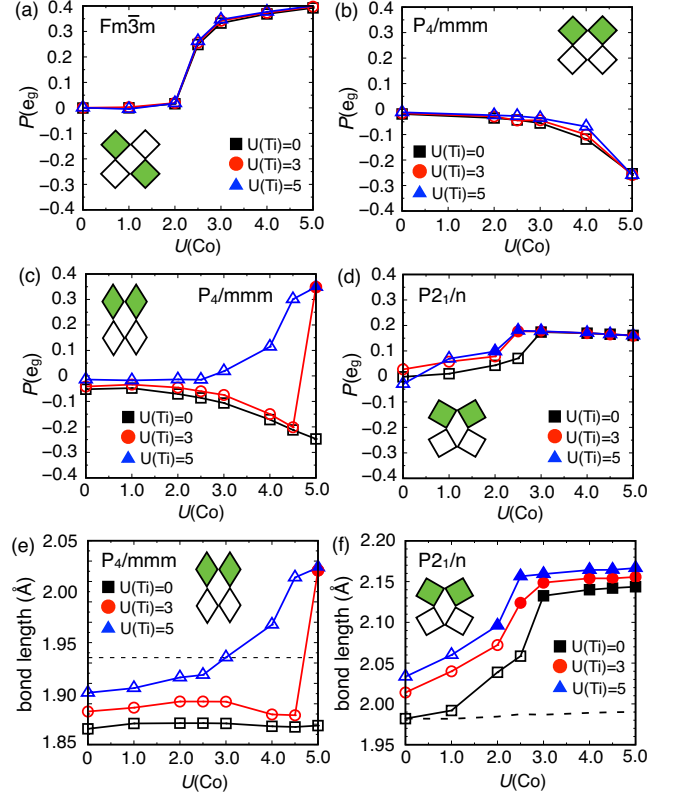 (a)
Fm3̅m
P(eg)
0.4
0.3
0.2
0.1
0
−0.1
−0.2
−0.3
−0.4
U(Ti)=0
U(Ti)=3
U(Ti)=5
0 1.0 2.0 3.0 4.0 5.0
U(Co)
(b)
P4/mmm
P(eg)
0.4
0.3
0.2
0.1
0
−0.1
−0.2
−0.3
−0.4
U(Ti)=0
U(Ti)=3
U(Ti)=5
0 1.0 2.0 3.0 4.0 5.0
U(Co)
(c)
P4/mmm
P(eg)
0.4
0.3
0.2
0.1
0
−0.1
−0.2
−0.3
−0.4
U(Ti)=0
U(Ti)=3
U(Ti)=5
0 1.0 2.0 3.0 4.0 5.0
U(Co)
(d)
P21/n
P(eg)
0.4
0.3
0.2
0.1
0
−0.1
−0.2
−0.3
−0.4
U(Ti)=0
U(Ti)=3
U(Ti)=5
0 1.0 2.0 3.0 4.0 5.0
U(Co)
(e)
P4/mmm
bond length (Å)
2.05
2.00
1.95
1.90
1.85
U(Ti)=0
U(Ti)=3
U(Ti)=5
0 1.0 2.0 3.0 4.0 5.0
U(Co)
(f)
P21/n
bond length (Å)
2.20
2.15
2.10
2.05
2.00
1.95
U(Ti)=0
U(Ti)=3
U(Ti)=5
0 1.0 2.0 3.0 4.0 5.0
U(Co)